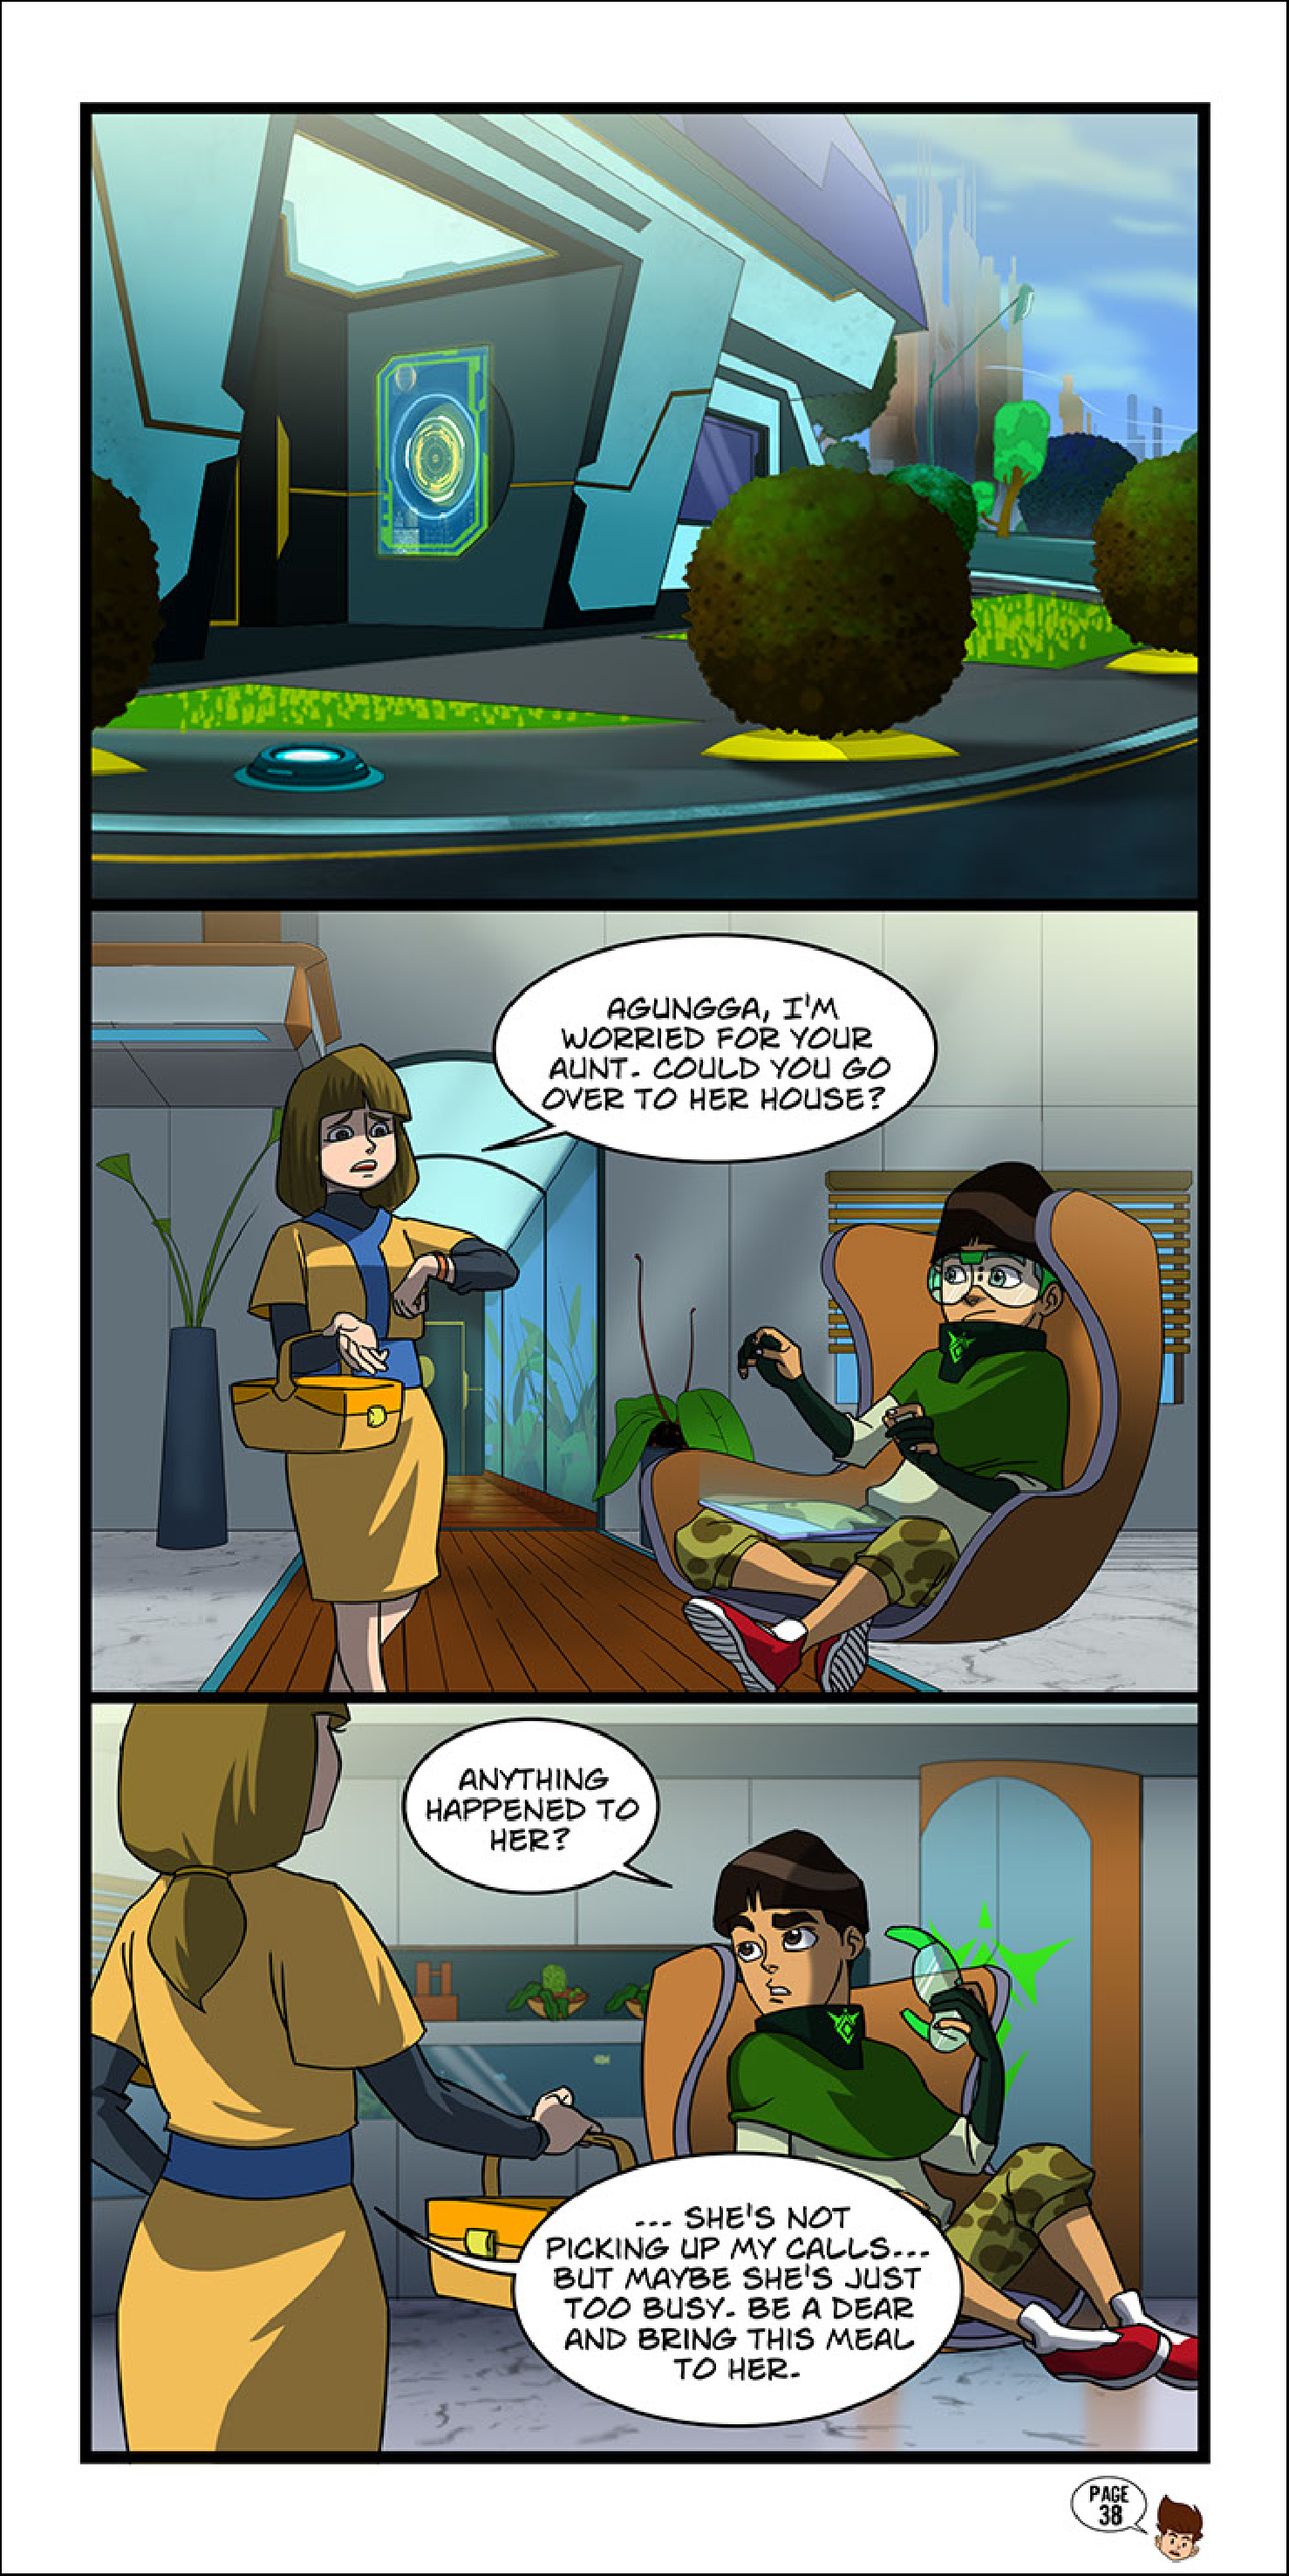 AGUNGGA, I'M
WORRIED FOR YOUR
AUNT. COULD YOU GO
OVER TO HER HOUSE?
ANYTHING
HAPPENED TO
HER?
... SHE'S NOT
PICKING UP MY CALLS...
BUT MAYBE SHE'S JUST
TOO BUSY. BE A DEAR
AND BRING THIS MEAL
TO HER.
PAGE
38